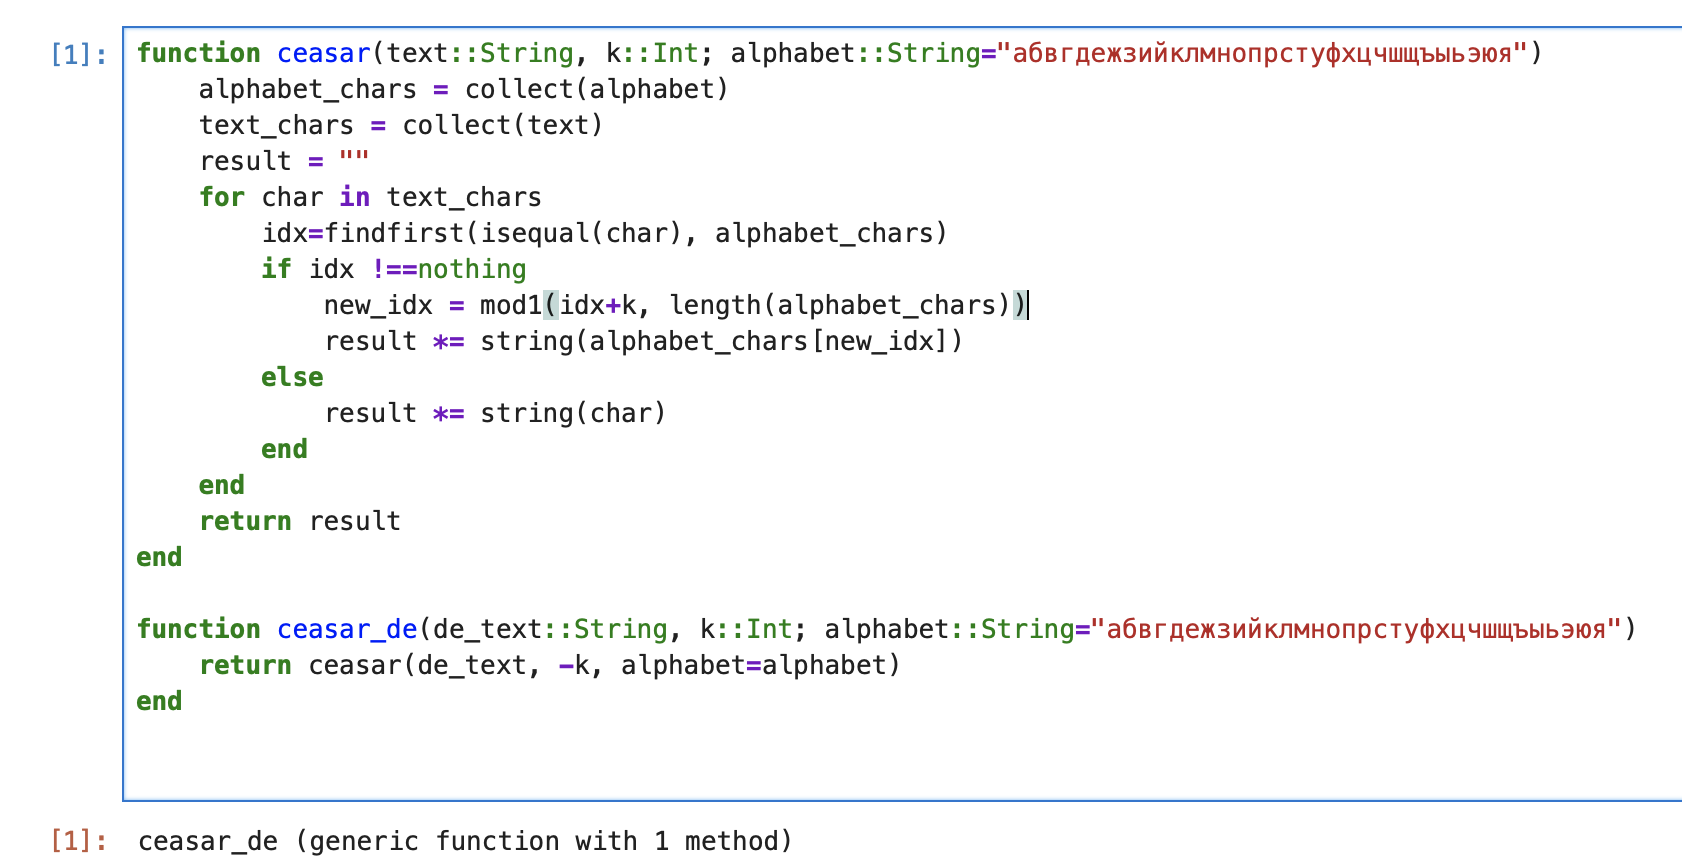 [1]: function ceasar(text::String, k::Int; alphabet::String="абвгдежзийклмнопрстуфхцчшщъыьэюя")
    alphabet_chars = collect(alphabet)
    text_chars = collect(text)
    result = ""
    for char in text_chars
        idx=findfirst(isequal(char), alphabet_chars)
        if idx !==nothing
            new_idx = mod1(idx+k, length(alphabet_chars))
            result *= string(alphabet_chars[new_idx])
        else
            result *= string(char)
        end
    end
    return result
end

function ceasar_de(de_text::String, k::Int; alphabet::String="абвгдежзийклмнопрстуфхцчшщъыьэюя")
    return ceasar(de_text, -k, alphabet=alphabet)
end
[1]: ceasar_de (generic function with 1 method)